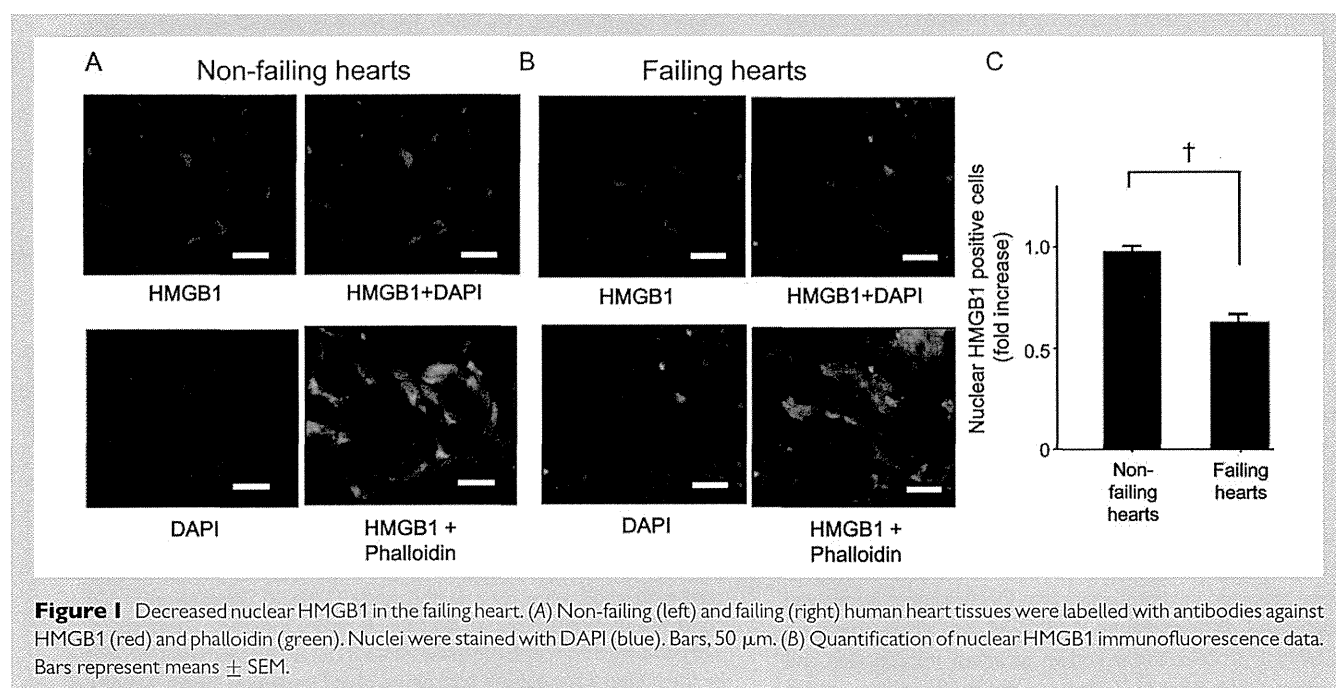 A
Non-failing hearts
B
Failing hearts
C
HMGB1
HMGB1+DAPI
HMGB1
HMGB1+DAPI
DAPI
HMGB1 +
Phalloidin
DAPI
HMGB1 +
Phalloidin
Nuclear HMGB1 positive cells
(fold increase)
†
1.0
0.5
0
Non-
failing
hearts
Failing
hearts
Figure 1 Decreased nuclear HMGB1 in the failing heart. (A) Non-failing (left) and failing (right) human heart tissues were labelled with antibodies against
HMGB1 (red) and phalloidin (green). Nuclei were stained with DAPI (blue). Bars, 50 μm. (B) Quantification of nuclear HMGB1 immunofluorescence data.
Bars represent means ± SEM.